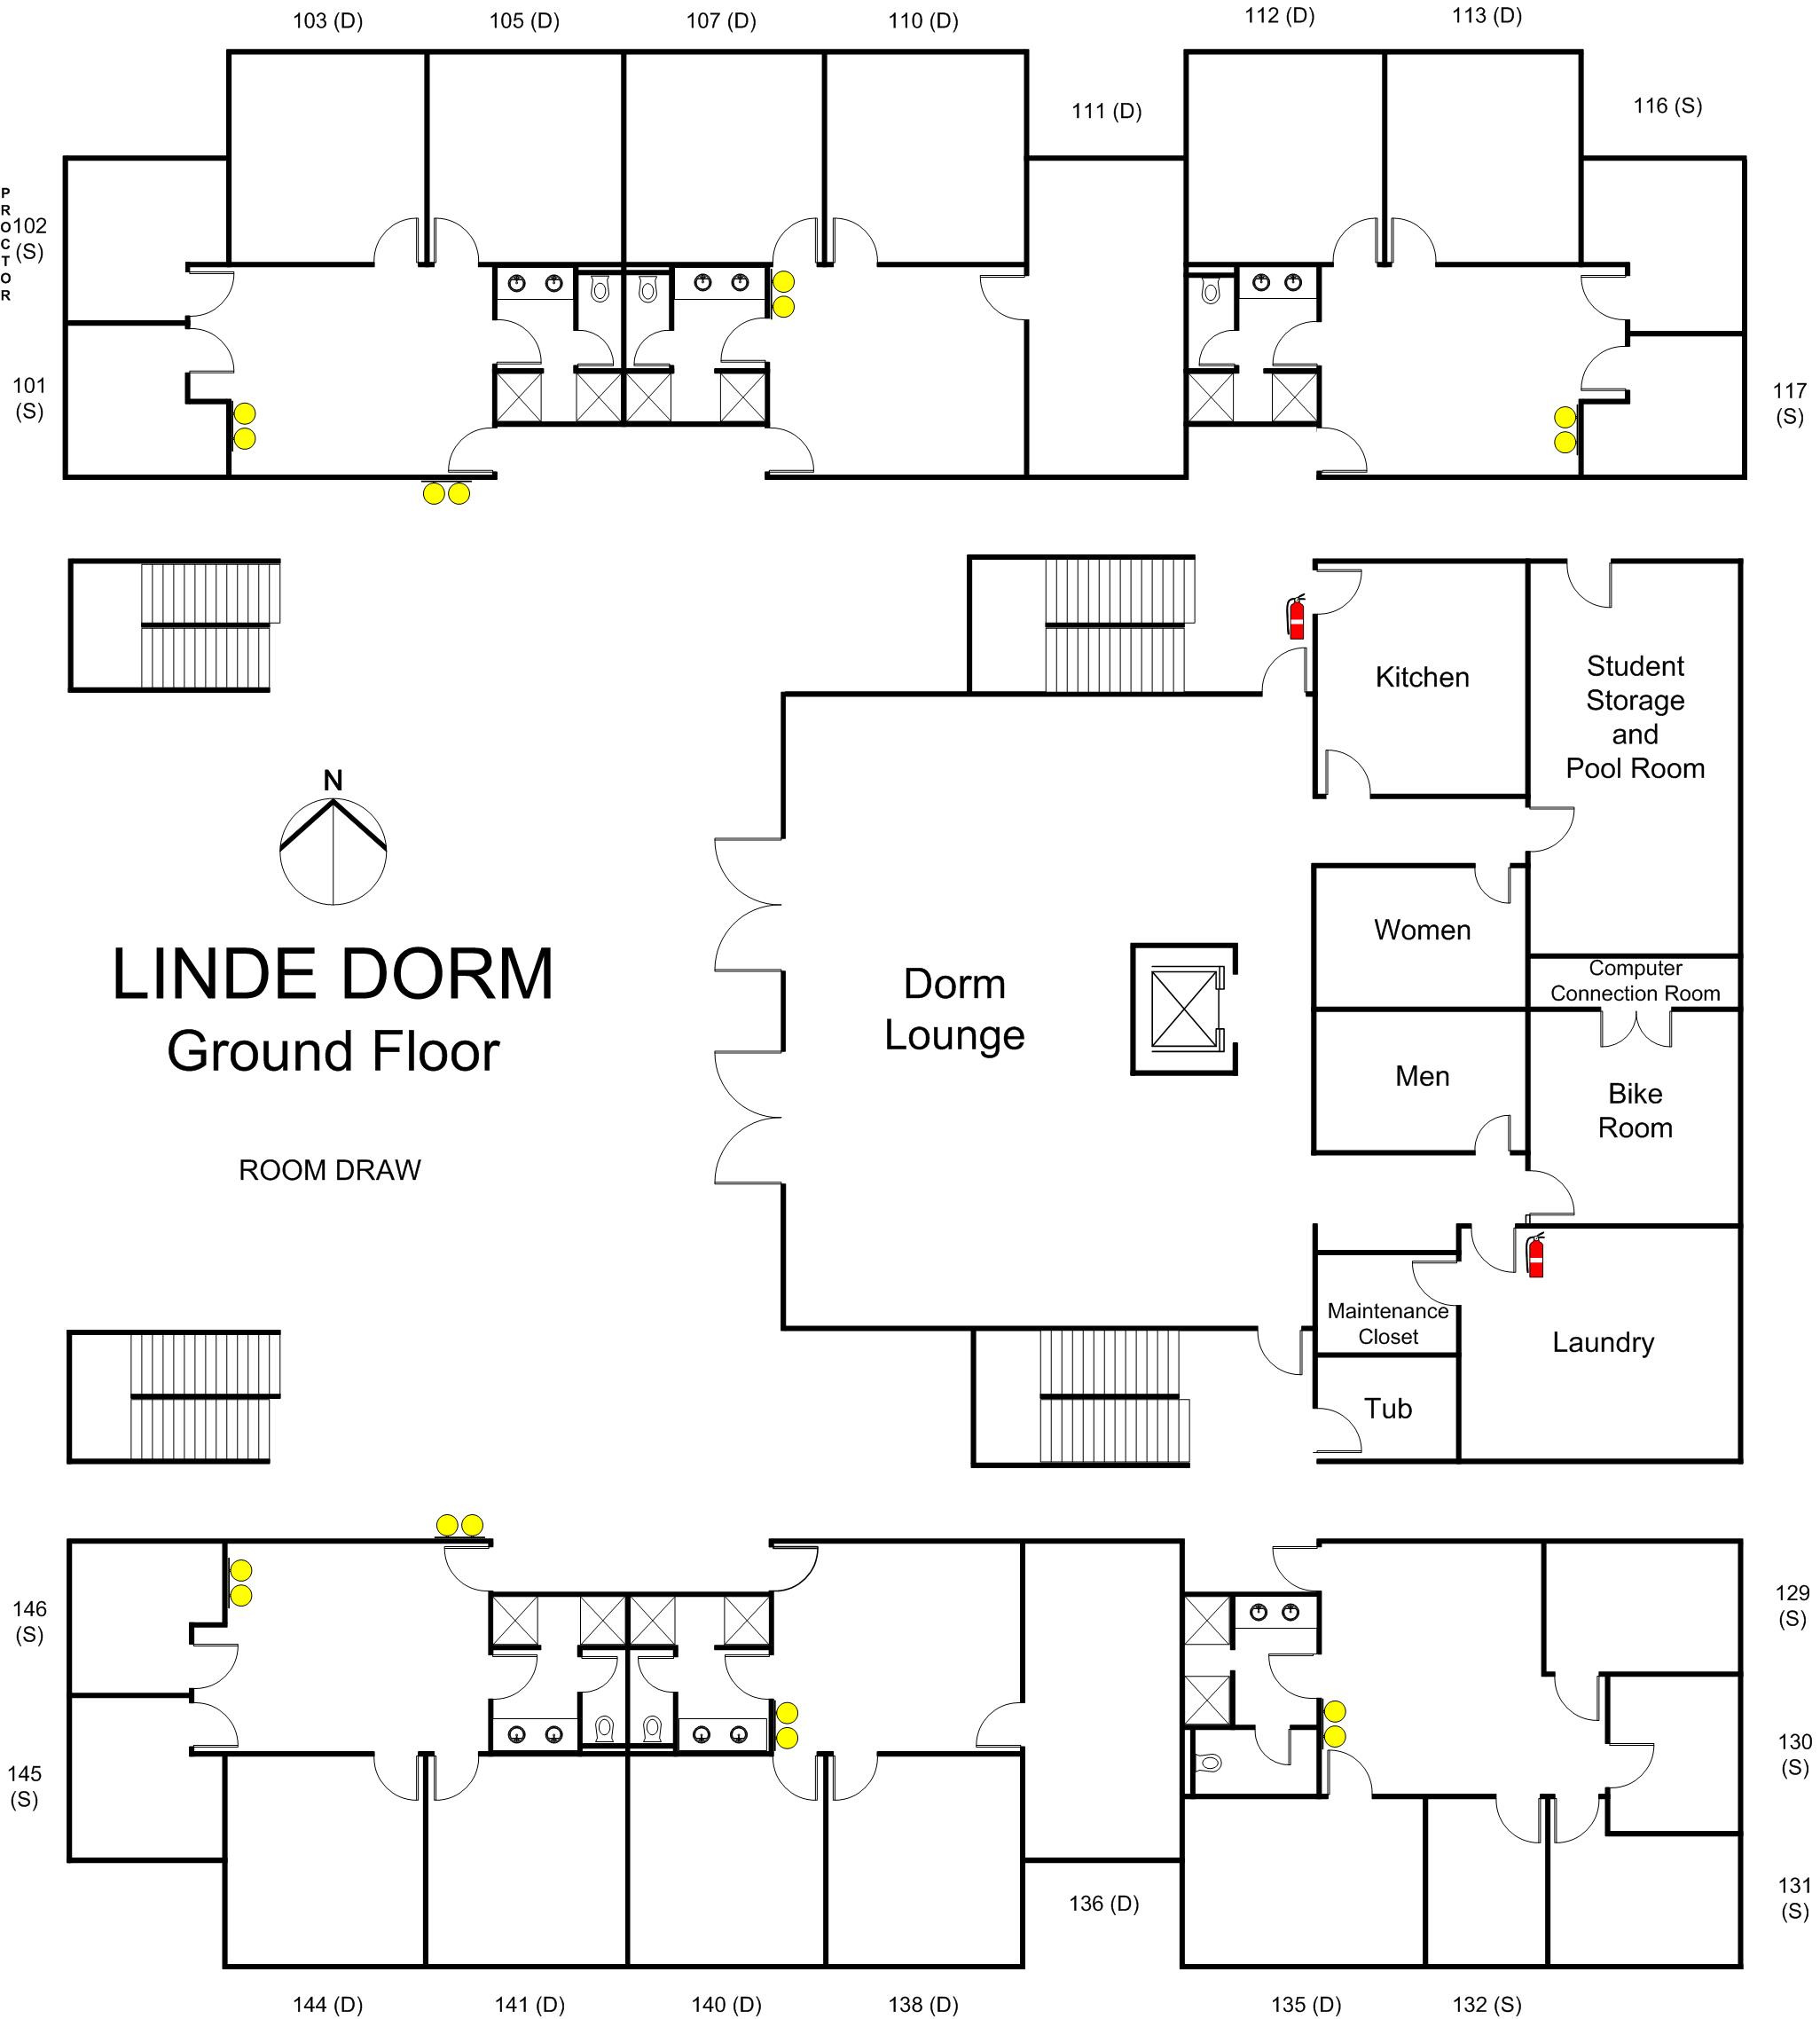 103 (D)
105 (D)
107 (D)
110 (D)
112 (D)
113 (D)
111 (D)
116 (S)
PROCTOR
102
(S)
101
(S)
117
(S)
Kitchen
Student
Storage
and
Pool Room
N
LINDE DORM
Ground Floor
ROOM DRAW
Dorm
Lounge
Women
Computer
Connection Room
Men
Bike
Room
Maintenance
Closet
Laundry
Tub
146
(S)
129
(S)
145
(S)
130
(S)
136 (D)
131
(S)
144 (D)
141 (D)
140 (D)
138 (D)
135 (D)
132 (S)